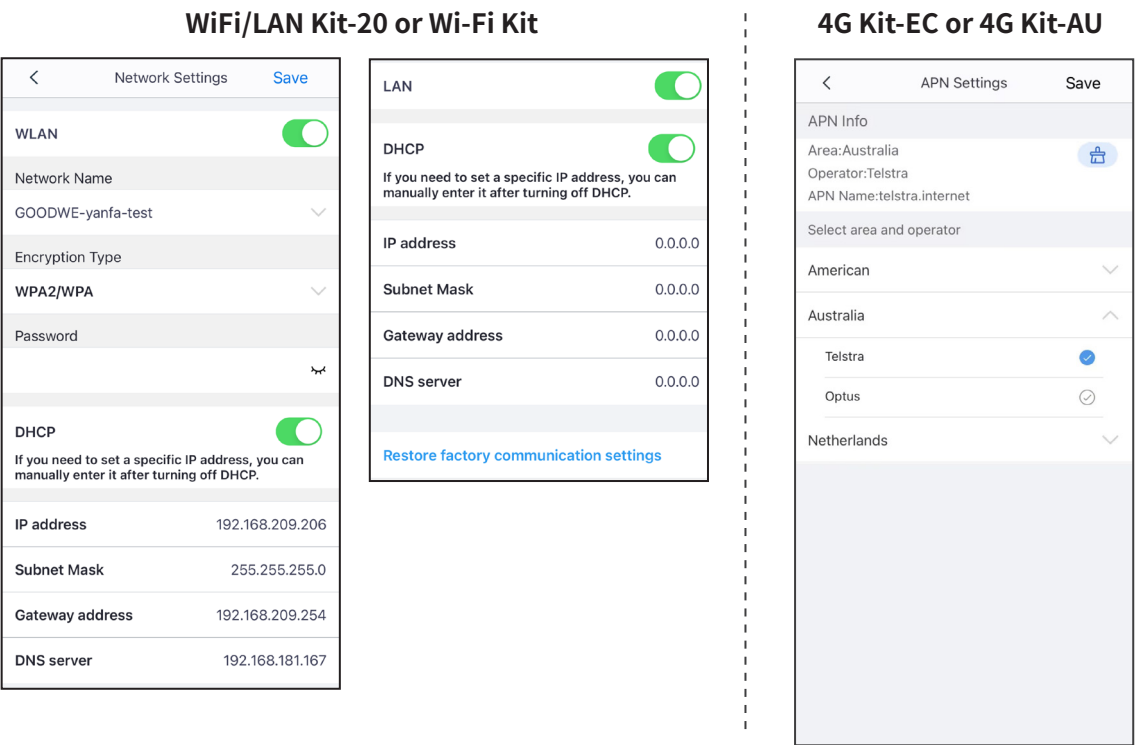 WiFi/LAN Kit-20 or Wi-Fi Kit
Network Settings Save
WLAN
Network Name
GOODWE-yanfa-test
Encryption Type
WPA2/WPA
Password
DHCP
If you need to set a specific IP address, you can
manually enter it after turning off DHCP.
IP address 192.168.209.206
Subnet Mask 255.255.255.0
Gateway address 192.168.209.254
DNS server 192.168.181.167
LAN
DHCP
If you need to set a specific IP address, you can
manually enter it after turning off DHCP.
IP address 0.0.0.0
Subnet Mask 0.0.0.0
Gateway address 0.0.0.0
DNS server 0.0.0.0
Restore factory communication settings
4G Kit-EC or 4G Kit-AU
APN Settings Save
APN Info
Area:Australia
Operator:Telstra
APN Name:telstra.internet
Select area and operator
American
Australia
Telstra
Optus
Netherlands